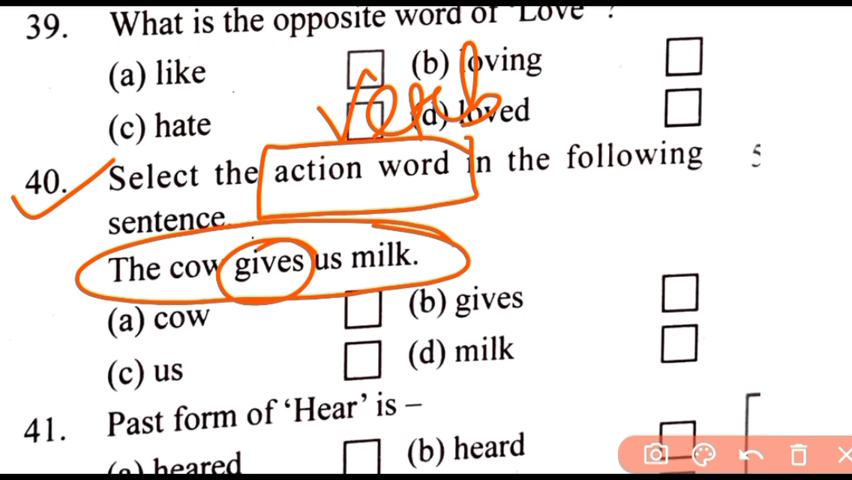 39. What is the opposite word of 'Love' ?
(a) like (b) loving
(c) hate (d) loved
verb
40. Select the action word in the following 5
sentence.
The cow gives us milk.
(a) cow (b) gives
(c) us (d) milk
41. Past form of 'Hear' is –
(a) heared (b) heard